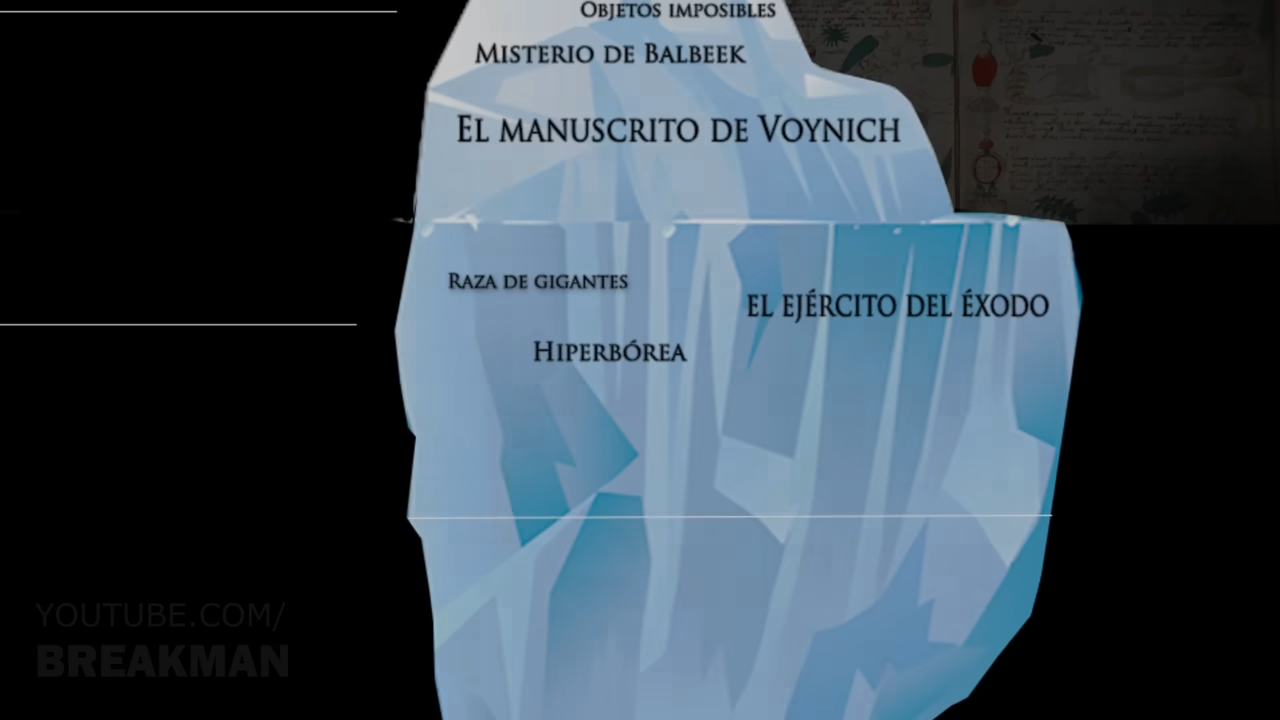 Objetos imposibles
Misterio de Balbeek
El manuscrito de Voynich
Raza de gigantes
El ejército del éxodo
Hiperbórea
YOUTUBE.COM/
BREAKMAN